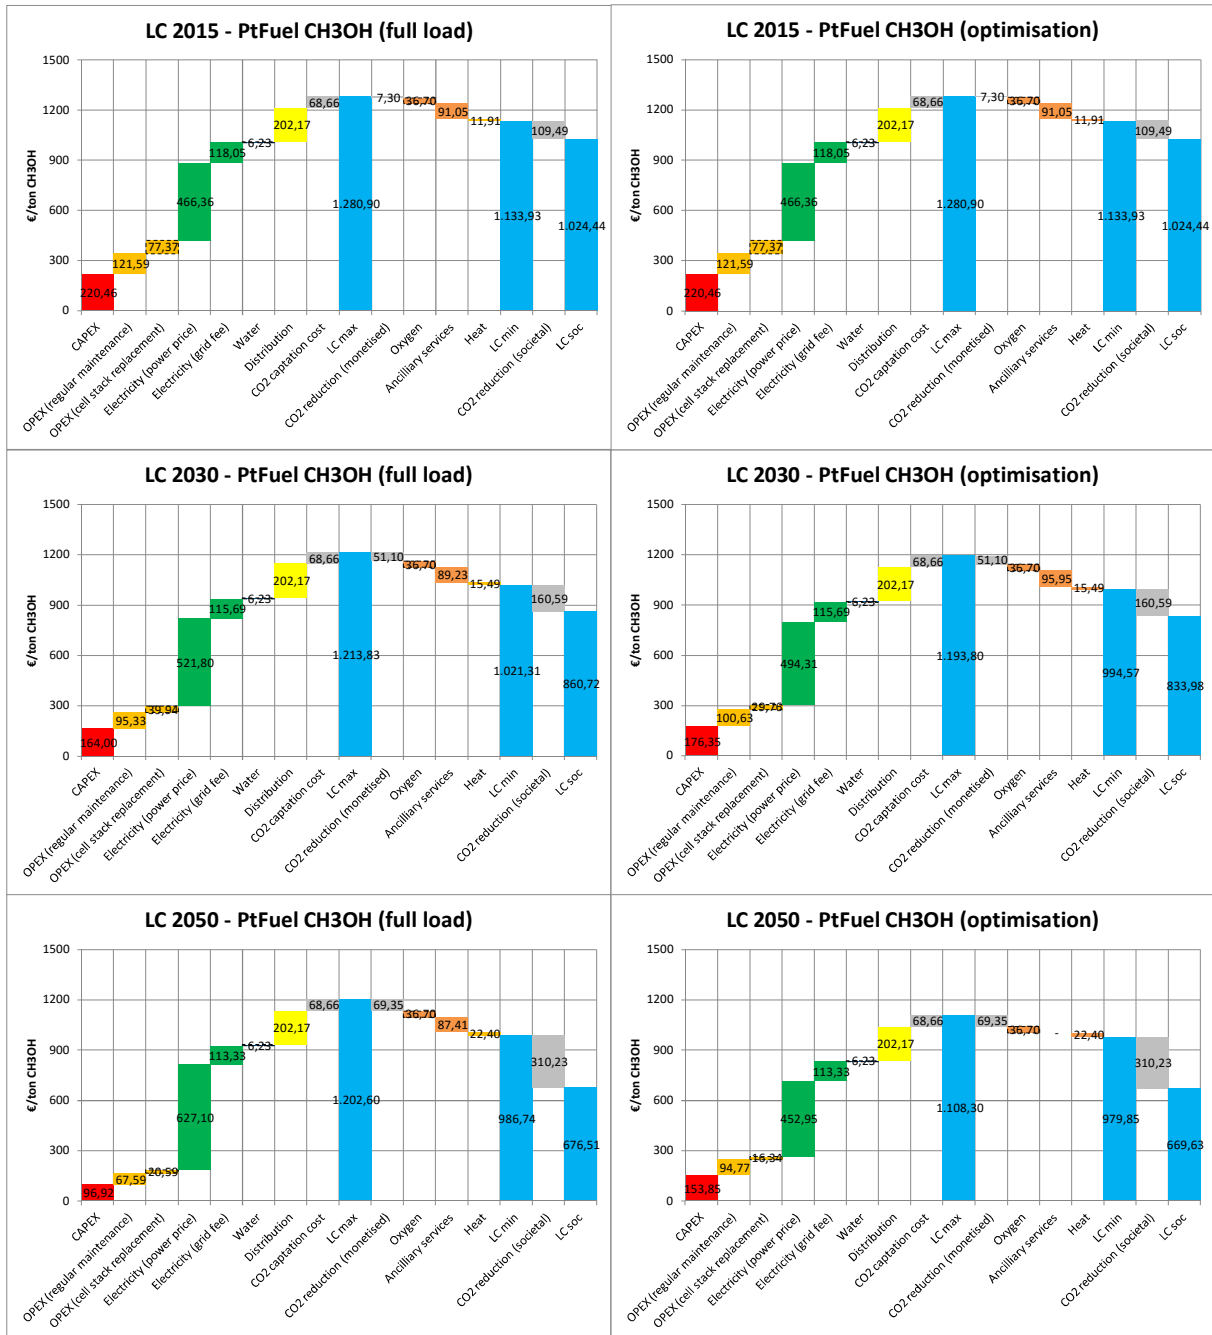 LC 2015 - PtFuel CH3OH (full load)
€/ton CH3OH
1500
1200
900
600
300
0
220,46
121,59
77,37
466,36
118,05
6,23
202,17
68,66
1.280,90
7,30
36,70
91,05
11,91
1.133,93
109,49
1.024,44
CAPEX
OPEX (regular maintenance)
OPEX (cell stack replacement)
Electricity (power price)
Electricity (grid fee)
Water
Distribution
CO2 captation cost
LC max
CO2 reduction (monetised)
Oxygen
Ancilliary services
Heat
LC min
CO2 reduction (societal)
LC soc
LC 2015 - PtFuel CH3OH (optimisation)
€/ton CH3OH
1500
1200
900
600
300
0
220,46
121,59
77,37
466,36
118,05
6,23
202,17
68,66
1.280,90
7,30
36,70
91,05
11,91
1.133,93
109,49
1.024,44
CAPEX
OPEX (regular maintenance)
OPEX (cell stack replacement)
Electricity (power price)
Electricity (grid fee)
Water
Distribution
CO2 captation cost
LC max
CO2 reduction (monetised)
Oxygen
Ancilliary services
Heat
LC min
CO2 reduction (societal)
LC soc
LC 2030 - PtFuel CH3OH (full load)
€/ton CH3OH
1500
1200
900
600
300
0
164,00
95,33
39,94
521,80
115,69
6,23
202,17
68,66
1.213,83
51,10
36,70
89,23
15,49
1.021,31
160,59
860,72
CAPEX
OPEX (regular maintenance)
OPEX (cell stack replacement)
Electricity (power price)
Electricity (grid fee)
Water
Distribution
CO2 captation cost
LC max
CO2 reduction (monetised)
Oxygen
Ancilliary services
Heat
LC min
CO2 reduction (societal)
LC soc
LC 2030 - PtFuel CH3OH (optimisation)
€/ton CH3OH
1500
1200
900
600
300
0
176,35
100,63
29,76
494,31
115,69
6,23
202,17
68,66
1.193,80
51,10
36,70
95,95
15,49
994,57
160,59
833,98
CAPEX
OPEX (regular maintenance)
OPEX (cell stack replacement)
Electricity (power price)
Electricity (grid fee)
Water
Distribution
CO2 captation cost
LC max
CO2 reduction (monetised)
Oxygen
Ancilliary services
Heat
LC min
CO2 reduction (societal)
LC soc
LC 2050 - PtFuel CH3OH (full load)
€/ton CH3OH
1500
1200
900
600
300
0
96,92
67,59
20,59
627,10
113,33
6,23
202,17
68,66
1.202,60
69,35
36,70
87,41
22,40
986,74
310,23
676,51
CAPEX
OPEX (regular maintenance)
OPEX (cell stack replacement)
Electricity (power price)
Electricity (grid fee)
Water
Distribution
CO2 captation cost
LC max
CO2 reduction (monetised)
Oxygen
Ancilliary services
Heat
LC min
CO2 reduction (societal)
LC soc
LC 2050 - PtFuel CH3OH (optimisation)
€/ton CH3OH
1500
1200
900
600
300
0
153,85
94,77
16,34
452,95
113,33
6,23
202,17
68,66
1.108,30
69,35
36,70
-
22,40
979,85
310,23
669,63
CAPEX
OPEX (regular maintenance)
OPEX (cell stack replacement)
Electricity (power price)
Electricity (grid fee)
Water
Distribution
CO2 captation cost
LC max
CO2 reduction (monetised)
Oxygen
Ancilliary services
Heat
LC min
CO2 reduction (societal)
LC soc